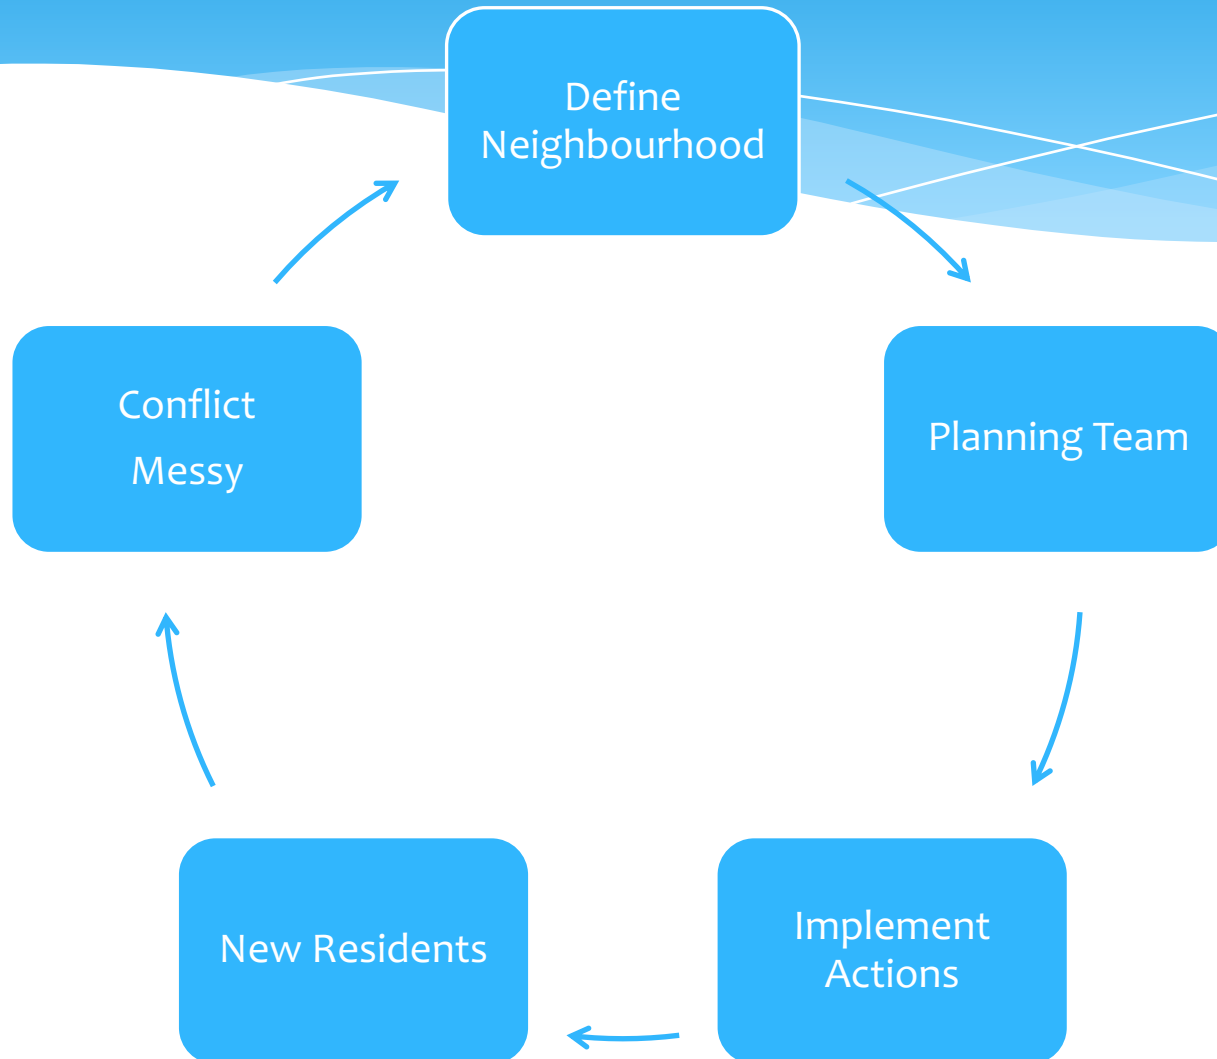 Define
Neighbourhood
Planning Team
Implement
Actions
New Residents
Conflict
Messy